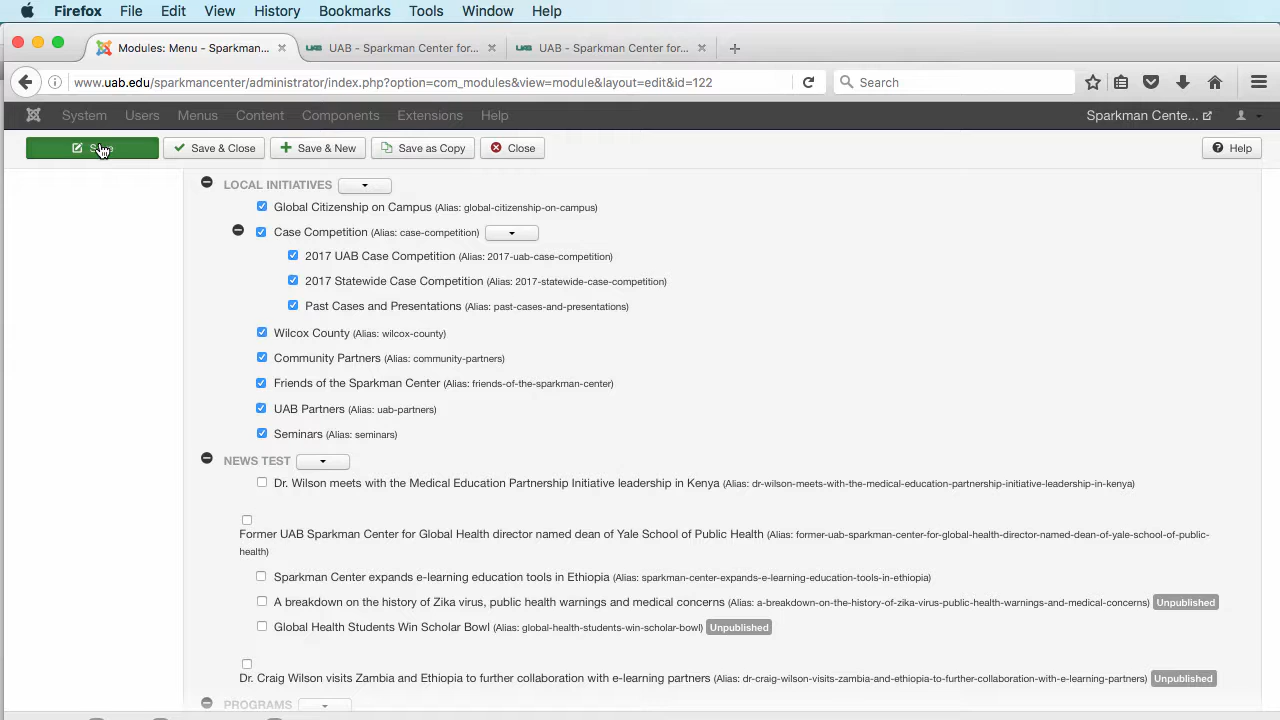 Firefox File Edit View History Bookmarks Tools Window Help
Modules: Menu - Sparkman... UAB - Sparkman Center for... UAB - Sparkman Center for...
www.uab.edu/sparkmancenter/administrator/index.php?option=com_modules&view=module&layout=edit&id=122 Search
System Users Menus Content Components Extensions Help Sparkman Cente...
Save & Close Save & New Save as Copy Close Help
LOCAL INITIATIVES
Global Citizenship on Campus (Alias: global-citizenship-on-campus)
Case Competition (Alias: case-competition)
2017 UAB Case Competition (Alias: 2017-uab-case-competition)
2017 Statewide Case Competition (Alias: 2017-statewide-case-competition)
Past Cases and Presentations (Alias: past-cases-and-presentations)
Wilcox County (Alias: wilcox-county)
Community Partners (Alias: community-partners)
Friends of the Sparkman Center (Alias: friends-of-the-sparkman-center)
UAB Partners (Alias: uab-partners)
Seminars (Alias: seminars)
NEWS TEST
Dr. Wilson meets with the Medical Education Partnership Initiative leadership in Kenya (Alias: dr-wilson-meets-with-the-medical-education-partnership-initiative-leadership-in-kenya)
Former UAB Sparkman Center for Global Health director named dean of Yale School of Public Health (Alias: former-uab-sparkman-center-for-global-health-director-named-dean-of-yale-school-of-public-
health)
Sparkman Center expands e-learning education tools in Ethiopia (Alias: sparkman-center-expands-e-learning-education-tools-in-ethiopia)
A breakdown on the history of Zika virus, public health warnings and medical concerns (Alias: a-breakdown-on-the-history-of-zika-virus-public-health-warnings-and-medical-concerns) Unpublished
Global Health Students Win Scholar Bowl (Alias: global-health-students-win-scholar-bowl) Unpublished
Dr. Craig Wilson visits Zambia and Ethiopia to further collaboration with e-learning partners (Alias: dr-craig-wilson-visits-zambia-and-ethiopia-to-further-collaboration-with-e-learning-partners) Unpublished
PROGRAMS